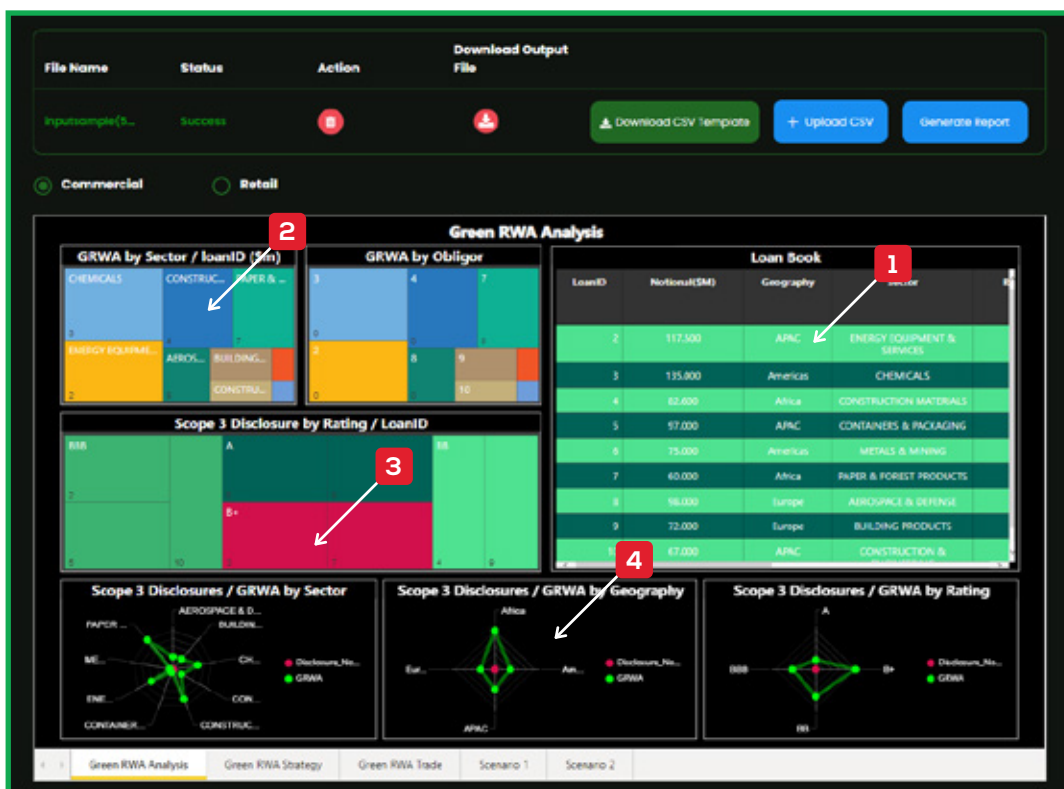 File Name Status Action Download Output File
Inputsample(5... Success Download CSV Template + Upload CSV Generate Report
Commercial Retail
Green RWA Analysis
GRWA by Sector / loanID ($m)
2
CHEMICALS CONSTRUC... PAPER & ...
3 7
ENERGY EQUIPME... AEROS... BUILDING...
CONSTRU...
2
GRWA by Obligor
3 4 7
0
2 8 9
10
0
Loan Book
1
LoanID Notional($M) Geography Sector
2 117.500 APAC ENERGY EQUIPMENT & SERVICES
3 135.000 Americas CHEMICALS
4 82.600 Africa CONSTRUCTION MATERIALS
5 97.000 APAC CONTAINERS & PACKAGING
6 75.000 Americas METALS & MINING
7 60.000 Africa PAPER & FOREST PRODUCTS
8 98.000 Europe AEROSPACE & DEFENSE
9 72.000 Europe BUILDING PRODUCTS
67.000 APAC CONSTRUCTION &
Scope 3 Disclosure by Rating / LoanID
3
BBB A BB
2
B+
5 10 4 9
Scope 3 Disclosures / GRWA by Sector
AEROSPACE & D...
PAPER ... BUILDIN...
ME... CH...
ENE... CON...
CONTAINER... CONSTRUC...
Disclosure_No...
GRWA
Scope 3 Disclosures / GRWA by Geography
4
Africa
Eur... Am...
APAC
Disclosure_No...
GRWA
Scope 3 Disclosures / GRWA by Rating
A
BBB B+
BB
Disclosure_No...
GRWA
Green RWA Analysis Green RWA Strategy Green RWA Trade Scenario 1 Scenario 2